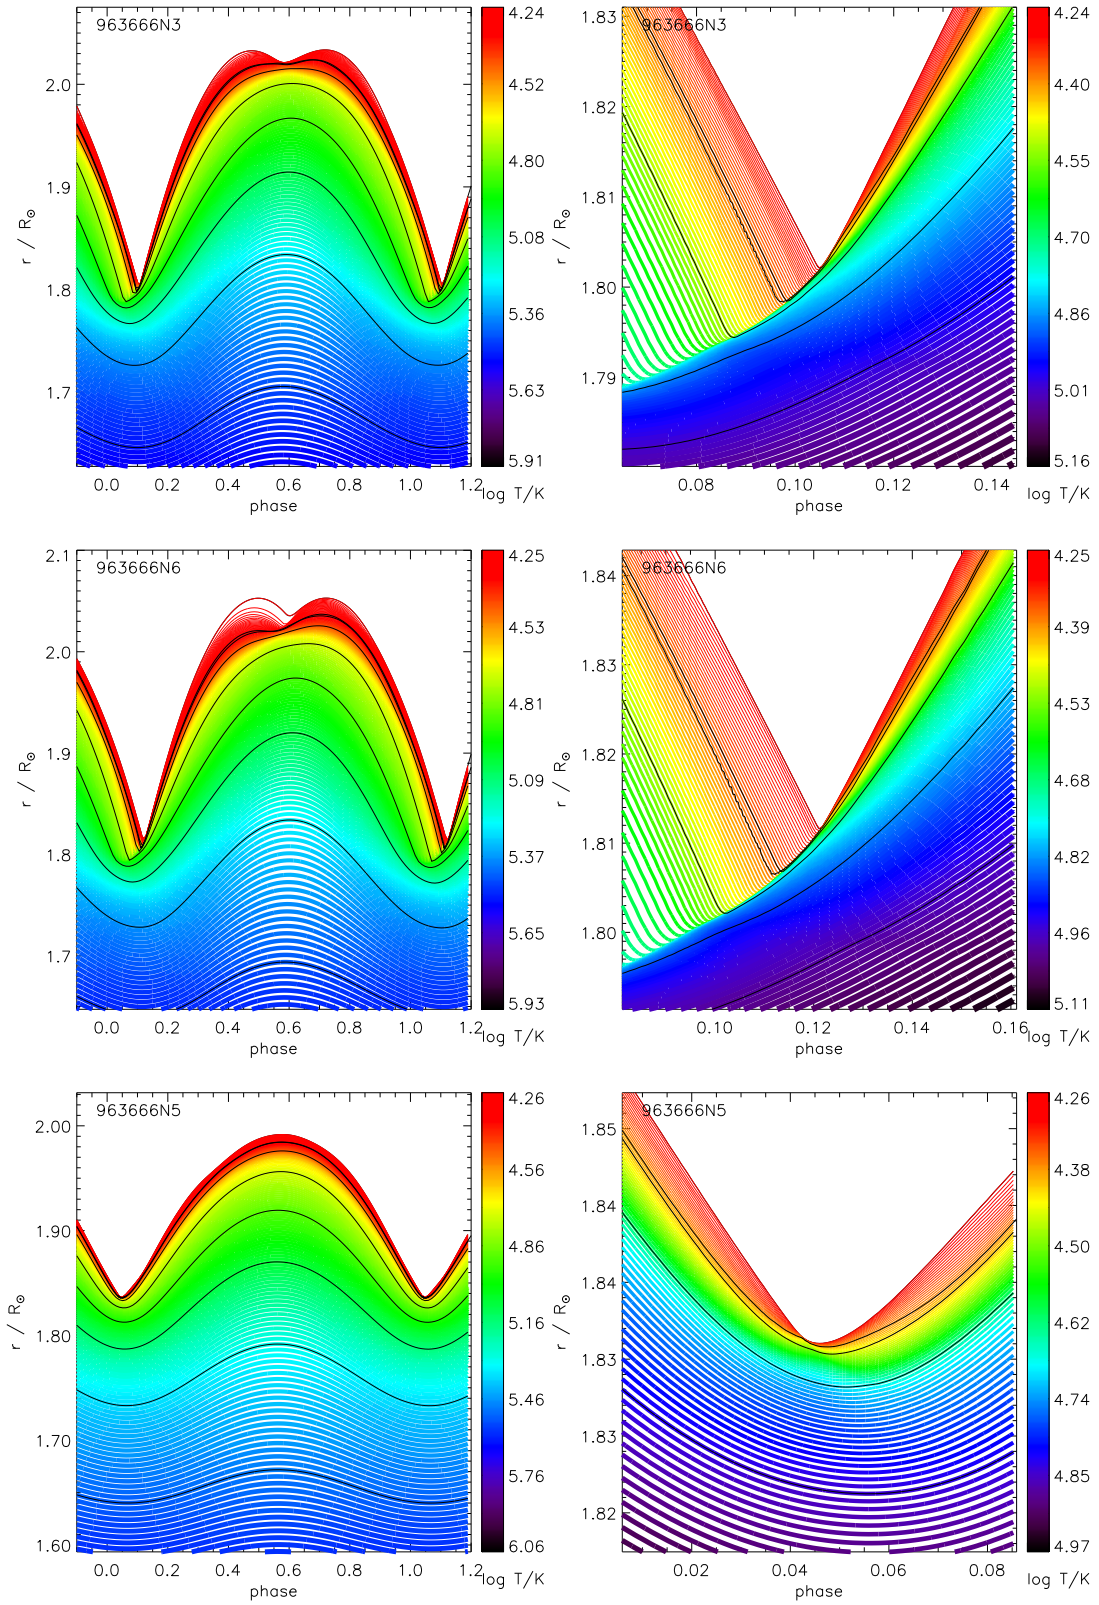 963666N3
r / R☉
2.0
1.9
1.8
1.7
0.0 0.2 0.4 0.6 0.8 1.0 1.2
phase
4.24
4.52
4.80
5.08
5.36
5.63
5.91
log T/K
963666N3
r / R☉
1.83
1.82
1.81
1.80
1.79
0.08 0.10 0.12 0.14
phase
4.24
4.40
4.55
4.70
4.86
5.01
5.16
log T/K
963666N6
r / R☉
2.1
2.0
1.9
1.8
1.7
0.0 0.2 0.4 0.6 0.8 1.0 1.2
phase
4.25
4.53
4.81
5.09
5.37
5.65
5.93
log T/K
963666N6
r / R☉
1.84
1.83
1.82
1.81
1.80
0.10 0.12 0.14 0.16
phase
4.25
4.39
4.53
4.68
4.82
4.96
5.11
log T/K
963666N5
r / R☉
2.00
1.90
1.80
1.70
1.60
0.0 0.2 0.4 0.6 0.8 1.0 1.2
phase
4.26
4.56
4.86
5.16
5.46
5.76
6.06
log T/K
963666N5
r / R☉
1.85
1.84
1.84
1.83
1.83
1.82
0.02 0.04 0.06 0.08
phase
4.26
4.38
4.50
4.62
4.74
4.85
4.97
log T/K